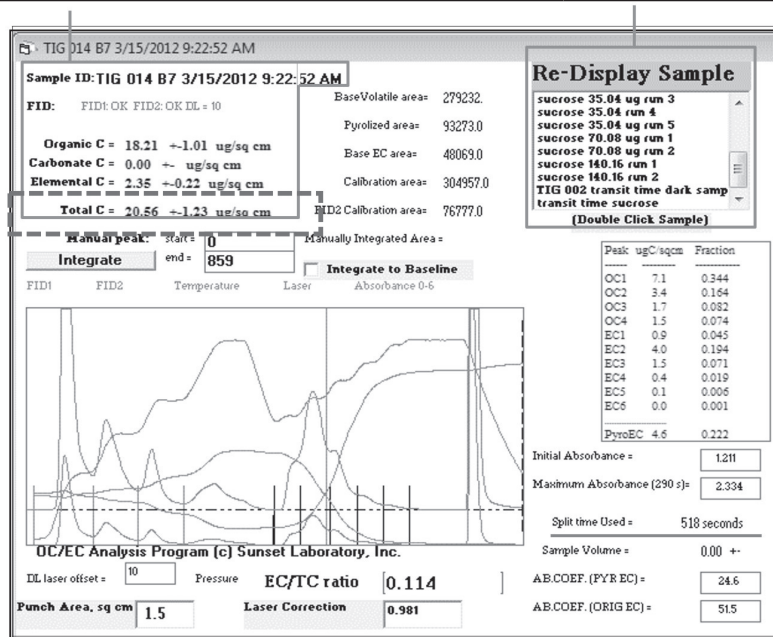 TIG 014 B7 3/15/2012 9:22:52 AM
Sample ID: TIG 014 B7 3/15/2012 9:22:52 AM
FID: FID1: OK FID2: OK DL = 10
Organic C = 18.21 +-1.01 ug/sq cm
Carbonate C = 0.00 +- ug/sq cm
Elemental C = 2.35 +-0.22 ug/sq cm
Total C = 20.56 +-1.23 ug/sq cm
BaseVolatile area= 279232.
Pyrolized area= 93273.0
Base EC area= 48069.0
Calibration area= 304957.0
FID2 Calibration area= 76777.0
Manual peak: start = 0
Manually Integrated Area =
Integrate end = 859
Integrate to Baseline
FID1 FID2 Temperature Laser Absorbance 0-6
Re-Display Sample
sucrose 35.04 ug run 3
sucrose 35.04 run 4
sucrose 35.04 ug run 5
sucrose 70.08 ug run 1
sucrose 70.08 ug run 2
sucrose 140.16 run 1
sucrose 140.16 run 2
TIG 002 transit time dark samp
transit time sucrose
(Double Click Sample)
Peak ugC/sqcm Fraction
OC1 7.1 0.344
OC2 3.4 0.164
OC3 1.7 0.082
OC4 1.5 0.074
EC1 0.9 0.045
EC2 4.0 0.194
EC3 1.5 0.071
EC4 0.4 0.019
EC5 0.1 0.006
EC6 0.0 0.001
PyroEC 4.6 0.222
Initial Absorbance = 1.211
Maximum Absorbance (290 s)= 2.334
Split time Used = 518 seconds
Sample Volume = 0.00 +-
AB.COEF. (PYR EC) = 24.6
AB.COEF. (ORIG EC) = 51.5
OC/EC Analysis Program (c) Sunset Laboratory, Inc.
DL laser offset = 10 Pressure EC/TC ratio 0.114
Punch Area, sq cm 1.5 Laser Correction 0.981